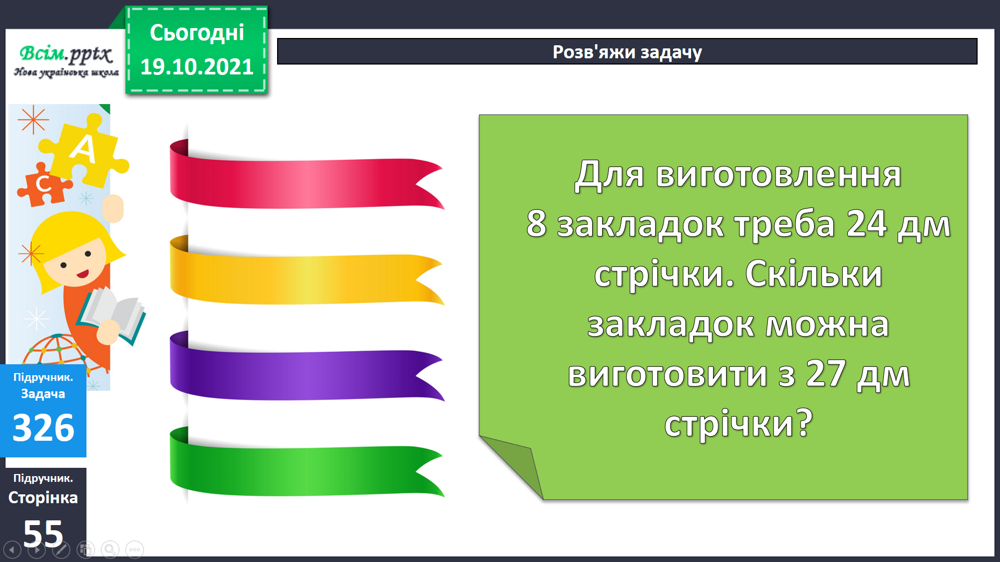 Всім.pptx
Нова українська школа
Сьогодні
19.10.2021
Розв'яжи задачу
A
C
Для виготовлення
8 закладок треба 24 дм
стрічки. Скільки
закладок можна
виготовити з 27 дм
стрічки?
Підручник.
Задача
326
Підручник.
Сторінка
55